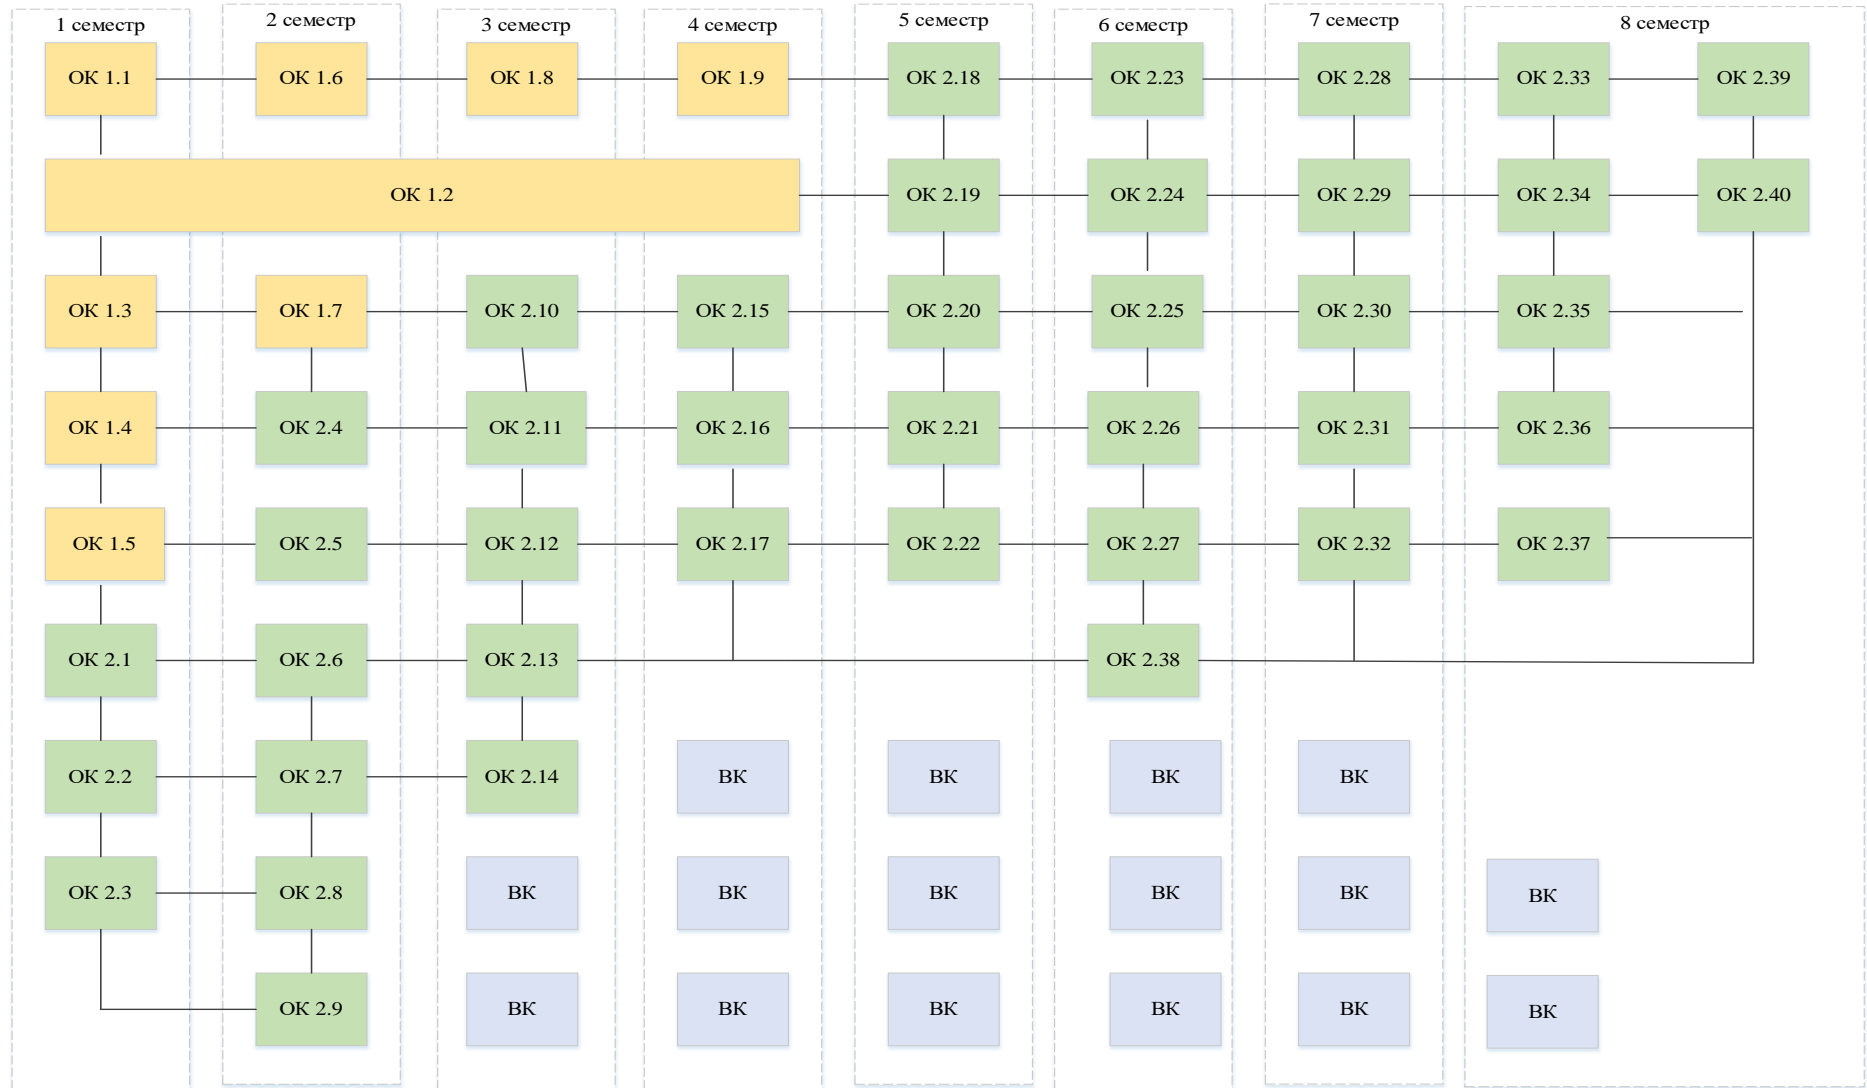 1 семестр
2 семестр
3 семестр
4 семестр
5 семестр
6 семестр
7 семестр
8 семестр
ОК 1.1
ОК 1.6
ОК 1.8
ОК 1.9
ОК 2.18
ОК 2.23
ОК 2.28
ОК 2.33
ОК 2.39
ОК 1.2
ОК 2.19
ОК 2.24
ОК 2.29
ОК 2.34
ОК 2.40
ОК 1.3
ОК 1.7
ОК 2.10
ОК 2.15
ОК 2.20
ОК 2.25
ОК 2.30
ОК 2.35
ОК 1.4
ОК 2.4
ОК 2.11
ОК 2.16
ОК 2.21
ОК 2.26
ОК 2.31
ОК 2.36
ОК 1.5
ОК 2.5
ОК 2.12
ОК 2.17
ОК 2.22
ОК 2.27
ОК 2.32
ОК 2.37
ОК 2.1
ОК 2.6
ОК 2.13
ОК 2.38
ОК 2.2
ОК 2.7
ОК 2.14
ВК
ВК
ВК
ВК
ОК 2.3
ОК 2.8
ВК
ВК
ВК
ВК
ВК
ВК
ОК 2.9
ВК
ВК
ВК
ВК
ВК
ВК